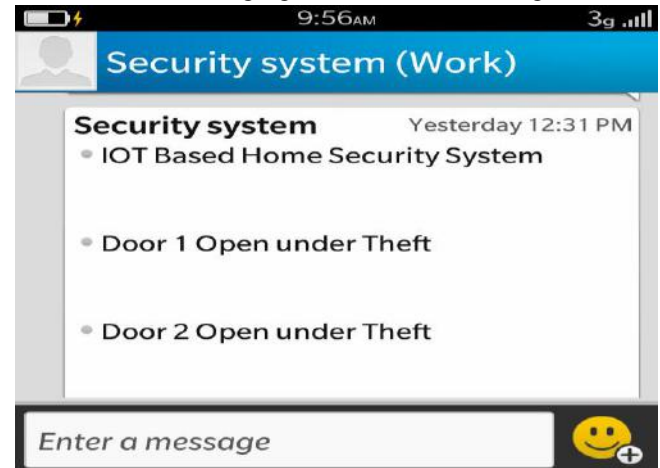 9:56AM 3g
Security system (Work)
Security system Yesterday 12:31 PM
IOT Based Home Security System
Door 1 Open under Theft
Door 2 Open under Theft
Enter a message